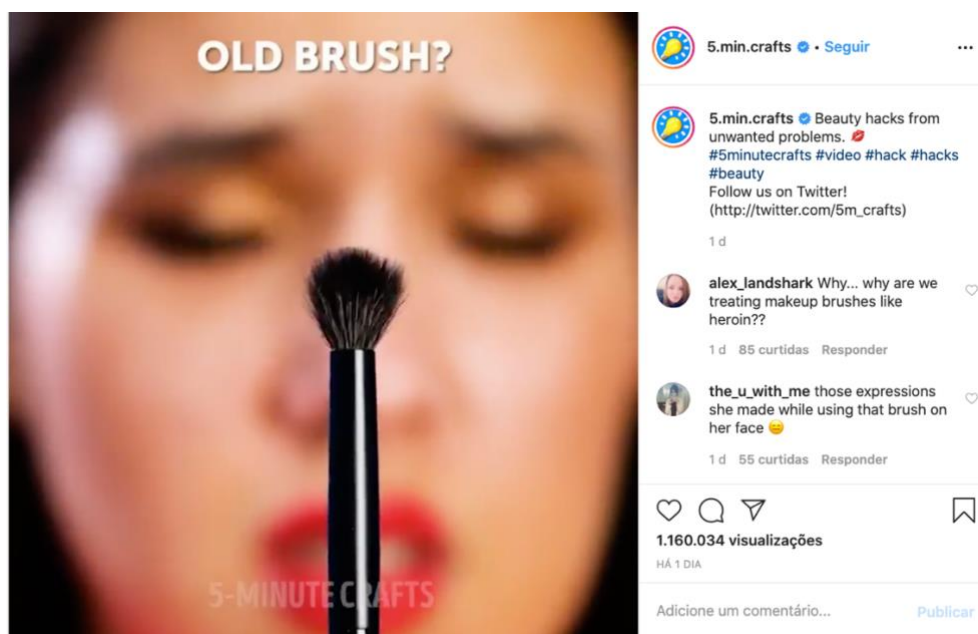 OLD BRUSH?
5-MINUTE CRAFTS
5.min.crafts • Seguir
5.min.crafts Beauty hacks from
unwanted problems. 💋
#5minutecrafts #video #hack #hacks
#beauty
Follow us on Twitter!
(http://twitter.com/5m_crafts)
1 d
alex_landshark Why... why are we
treating makeup brushes like
heroin??
1 d 85 curtidas Responder
the_u_with_me those expressions
she made while using that brush on
her face 😑
1 d 55 curtidas Responder
1.160.034 visualizações
HÁ 1 DIA
Adicione um comentário... Publicar